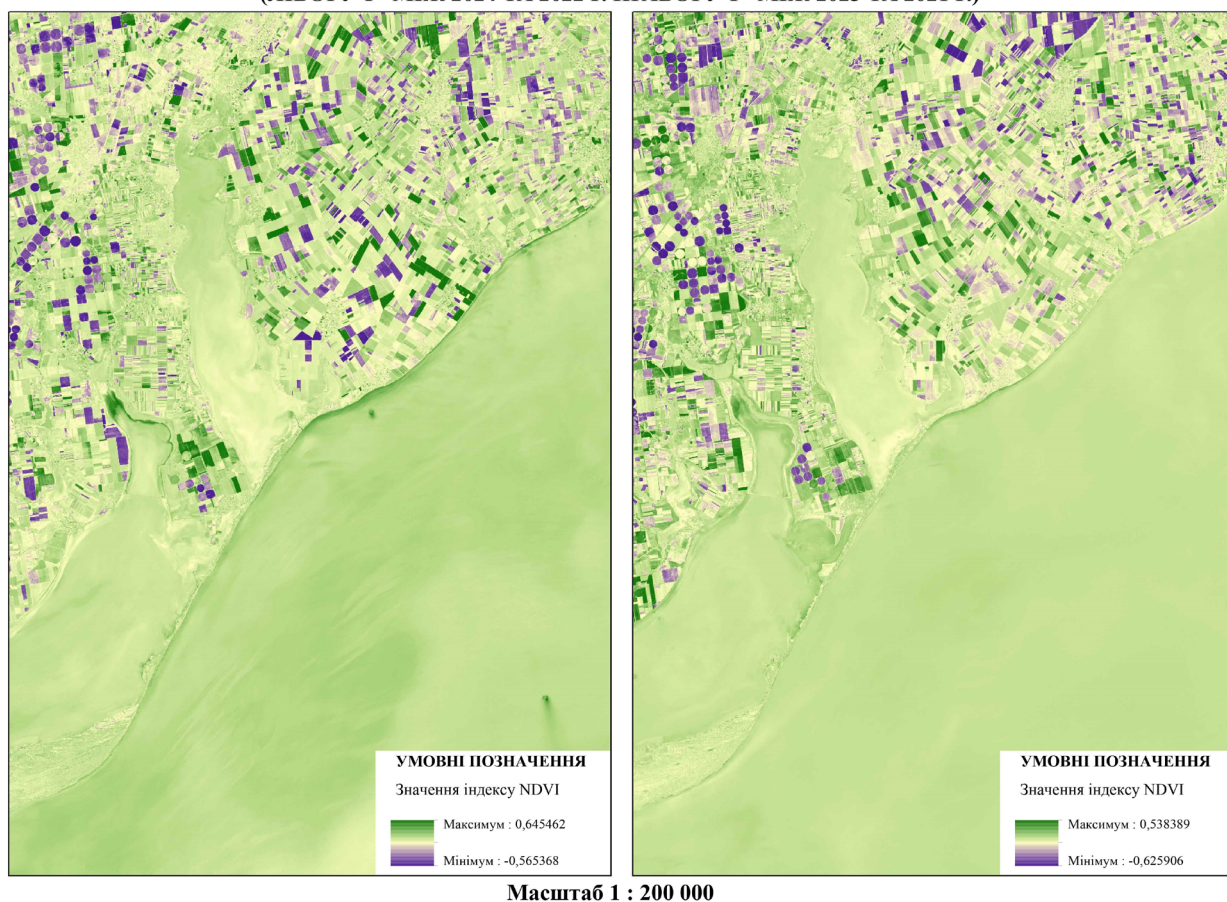 УМОВНІ ПОЗНАЧЕННЯ
Значення індексу NDVI
Максимум : 0,645462
Мінімум : -0,565368
УМОВНІ ПОЗНАЧЕННЯ
Значення індексу NDVI
Максимум : 0,538389
Мінімум : -0,625906
Масштаб 1 : 200 000